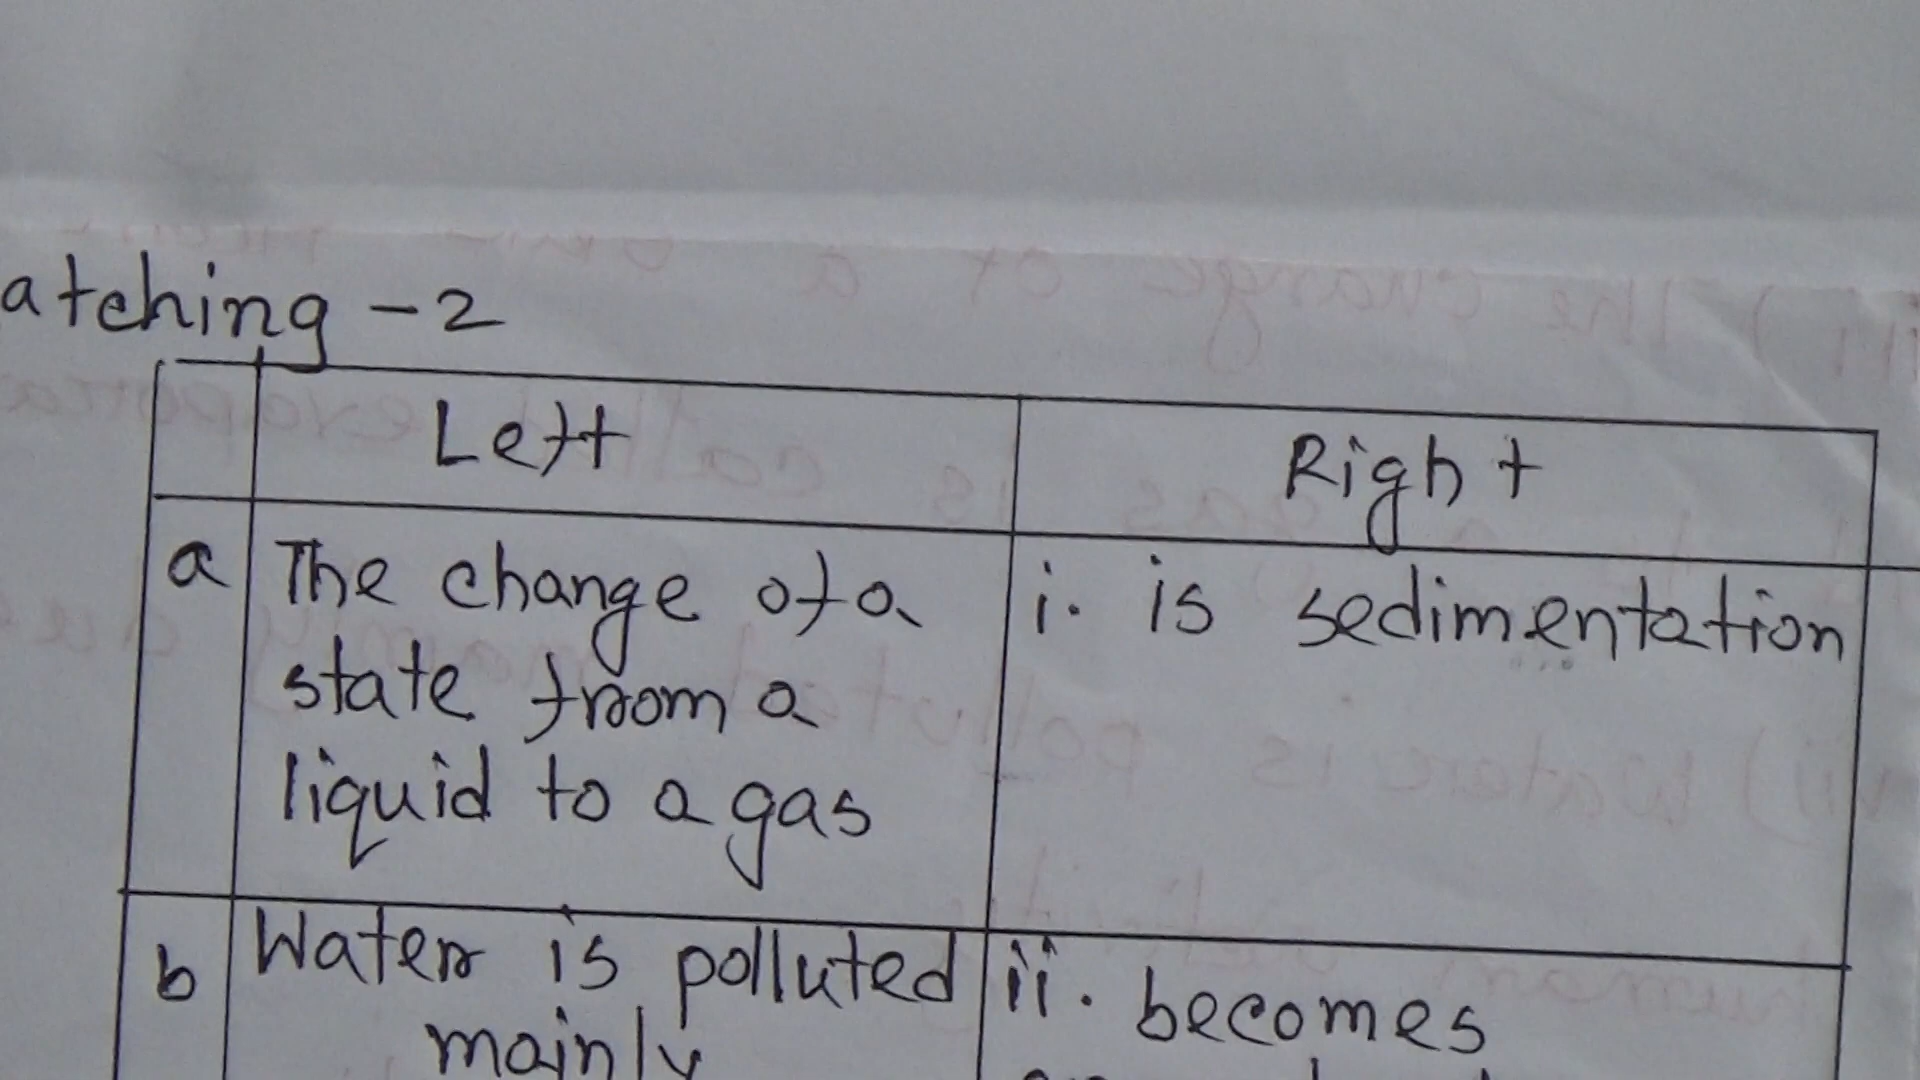 atching - 2
Left
Right
a The change of a
state from a
liquid to a gas
i. is sedimentation
b Water is polluted
mainly
ii. becomes